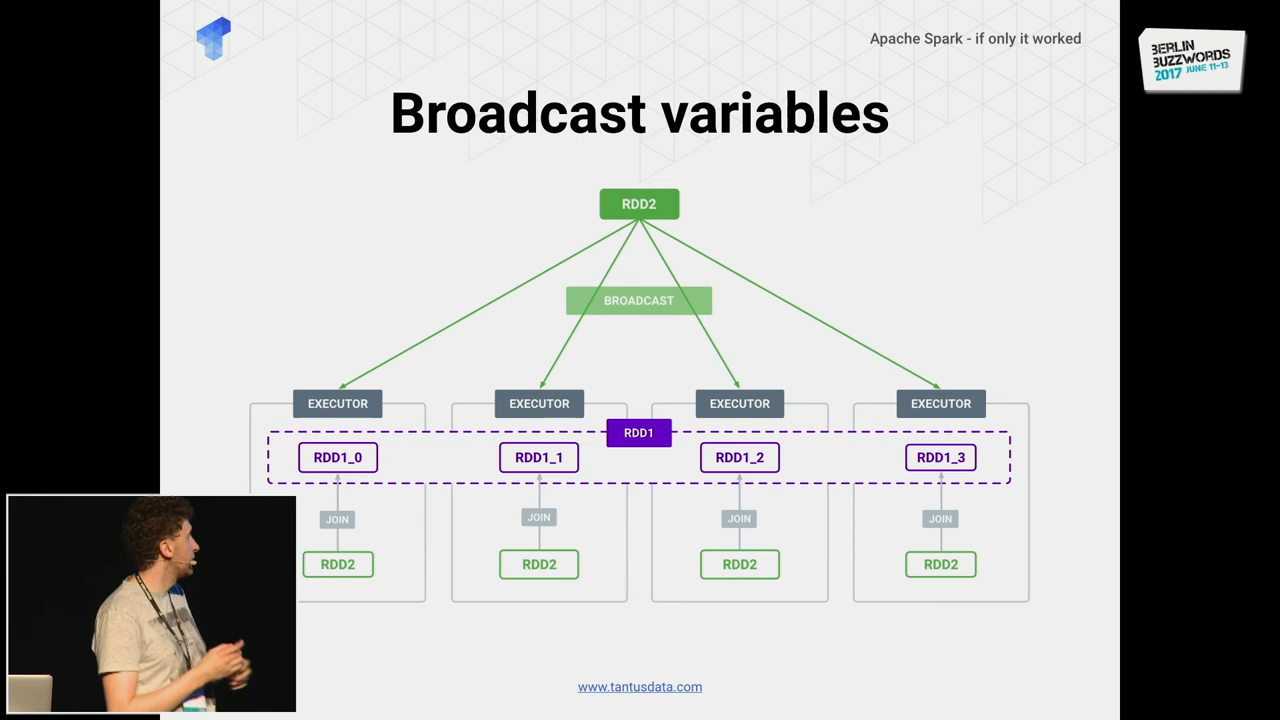 Apache Spark - if only it worked
BERLIN
BUZZWORDS
2017 JUNE 11-13
Broadcast variables
RDD2
BROADCAST
EXECUTOR
EXECUTOR
EXECUTOR
EXECUTOR
RDD1
RDD1_0
RDD1_1
RDD1_2
RDD1_3
JOIN
JOIN
JOIN
JOIN
RDD2
RDD2
RDD2
RDD2
www.tantusdata.com